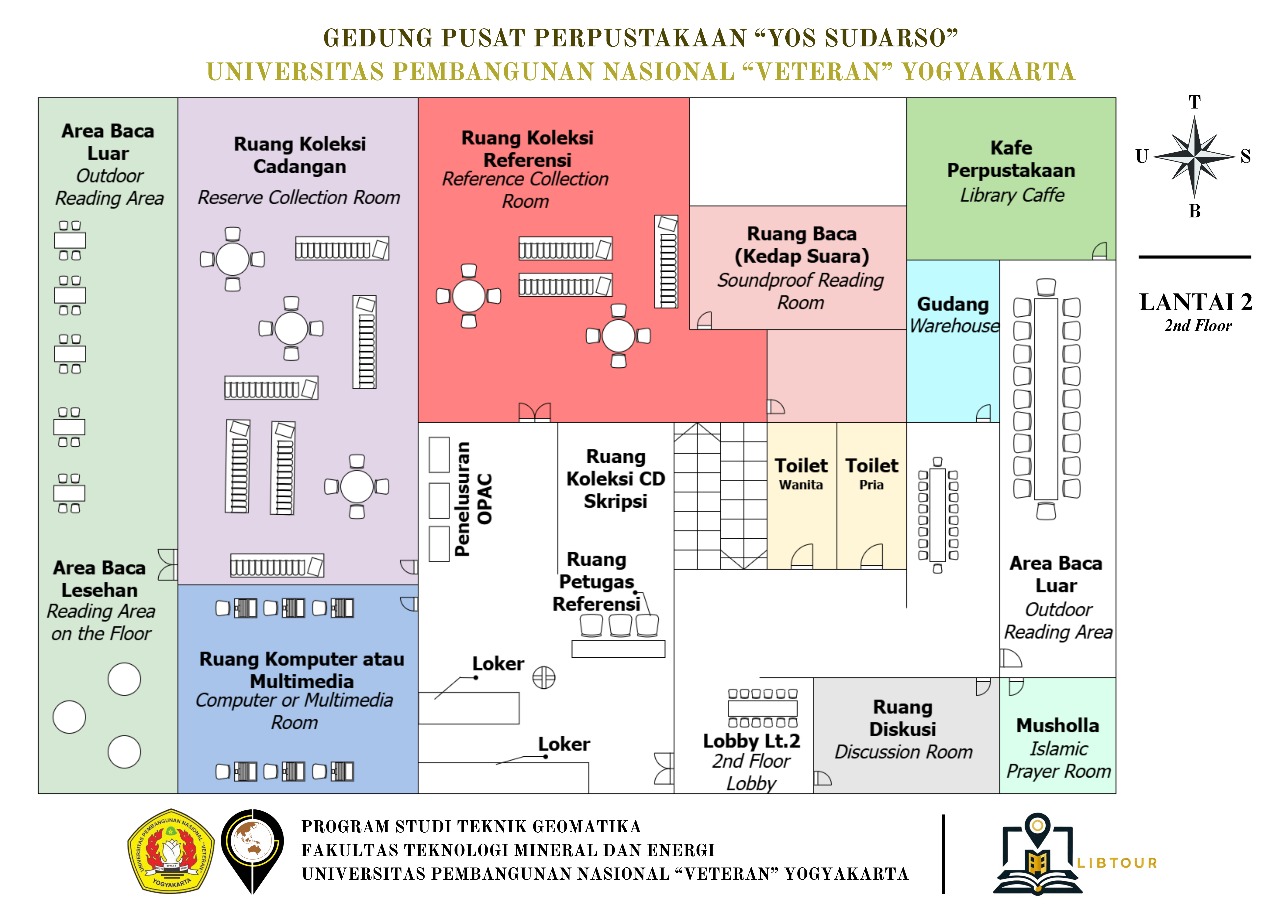 GEDUNG PUSAT PERPUSTAKAAN “YOS SUDARSO”
UNIVERSITAS PEMBANGUNAN NASIONAL “VETERAN” YOGYAKARTA
Area Baca
Luar
Outdoor
Reading Area
Ruang Koleksi
Cadangan
Reserve Collection Room
Ruang Koleksi
Referensi
Reference Collection
Room
Ruang Baca
(Kedap Suara)
Soundproof Reading
Room
Kafe
Perpustakaan
Library Caffe
T
U
S
B
LANTAI 2
2nd Floor
Gudang
Warehouse
Penelusuran
OPAC
Ruang
Koleksi CD
Skripsi
Toilet
Wanita
Toilet
Pria
Ruang
Petugas
Referensi
Area Baca
Lesehan
Reading Area
on the Floor
Area Baca
Luar
Outdoor
Reading Area
Ruang Komputer atau
Multimedia
Computer or Multimedia
Room
Loker
Loker
Lobby Lt.2
2nd Floor
Lobby
Ruang
Diskusi
Discussion Room
Musholla
Islamic
Prayer Room
UPN PEMBANGUNAN NASIONAL "VETERAN"
YOGYAKARTA
PROGRAM STUDI TEKNIK GEOMATIKA
FAKULTAS TEKNOLOGI MINERAL DAN ENERGI
UNIVERSITAS PEMBANGUNAN NASIONAL “VETERAN” YOGYAKARTA
LIBTOUR